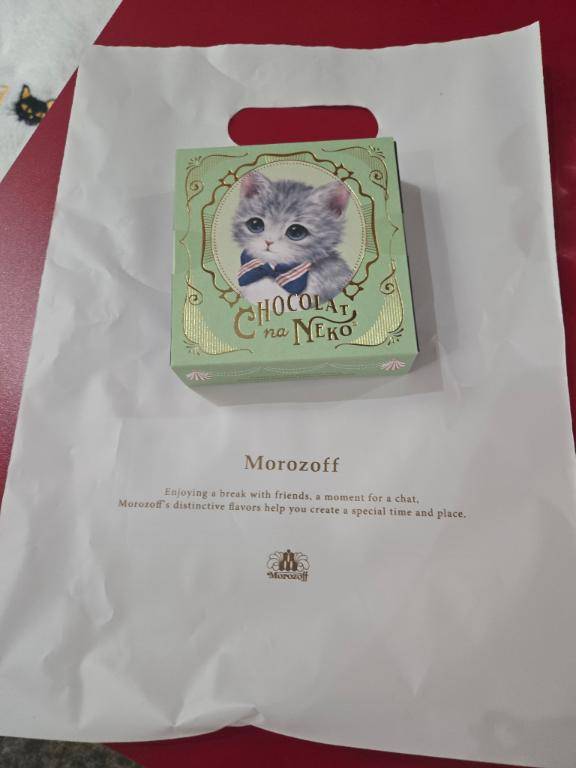 CHOCOLAT
na NEKO
Morozoff
Enjoying a break with friends, a moment for a chat,
Morozoff's distinctive flavors help you create a special time and place.
Morozoff